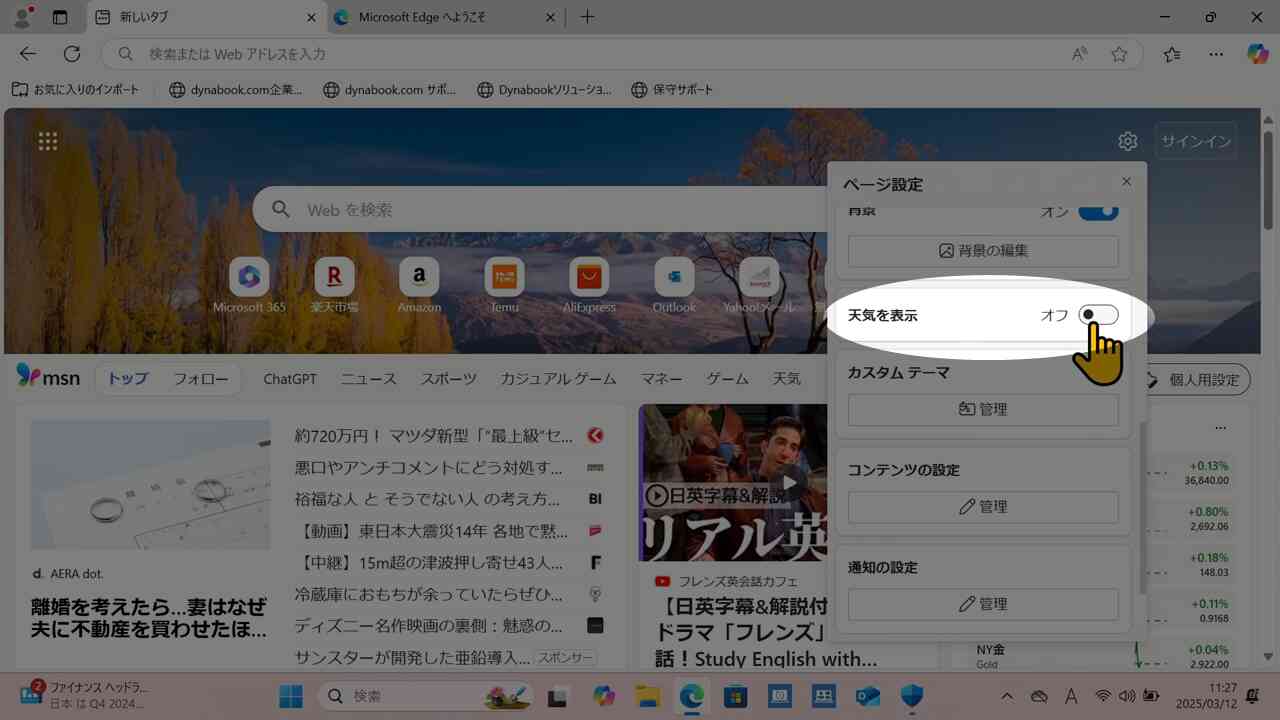 新しいタブ
Microsoft Edge へようこそ
検索または Web アドレスを入力
お気に入りのインポート
dynabook.com企業...
dynabook.com サポ...
Dynabookソリューショ...
保守サポート
サインイン
Web を検索
Microsoft 365
楽天市場
Amazon
Temu
AliExpress
Outlook
Yahoo!メール
ページ設定
背景
オン
背景の編集
天気を表示
オフ
カスタム テーマ
管理
コンテンツの設定
管理
通知の設定
管理
msn
トップ
フォロー
ChatGPT
ニュース
スポーツ
カジュアル ゲーム
マネー
ゲーム
天気
個人用設定
AERA dot.
離婚を考えたら...妻はなぜ
夫に不動産を買わせたほ...
約720万円！ マツダ新型「“最上級”セ...
悪口やアンチコメントにどう対処す...
裕福な人 と そうでない人 の考え方...
【動画】東日本大震災14年 各地で黙...
【中継】15m超の津波押し寄せ43人...
冷蔵庫におもちが余っていたらぜひ...
ディズニー名作映画の裏側：魅惑の...
サンスターが開発した亜鉛導入...
スポンサー
日英字幕&解説
リアル英
フレンズ英会話カフェ
【日英字幕&解説付
ドラマ「フレンズ」
話！Study English with...
+0.13%
36,840.00
+0.80%
2,692.06
+0.18%
148.03
+0.11%
0.9168
NY金
Gold
+0.04%
2,922.00
2
ファイナンス ヘッドラ...
日本 は Q4 2024...
検索
A
11:27
2025/03/12